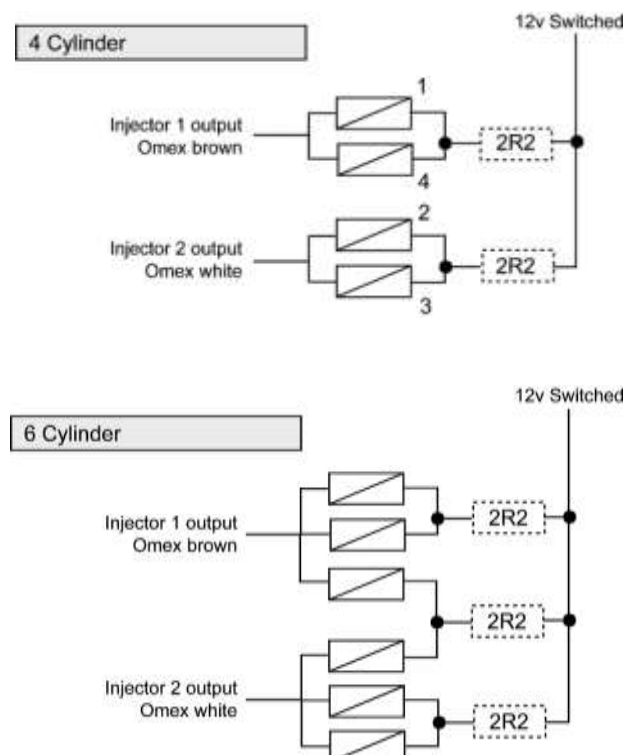 12v Switched
4 Cylinder
1
Injector 1 output
Omex brown
2R2
4
2
Injector 2 output
Omex white
2R2
3
12v Switched
6 Cylinder
2R2
Injector 1 output
Omex brown
2R2
Injector 2 output
Omex white
2R2